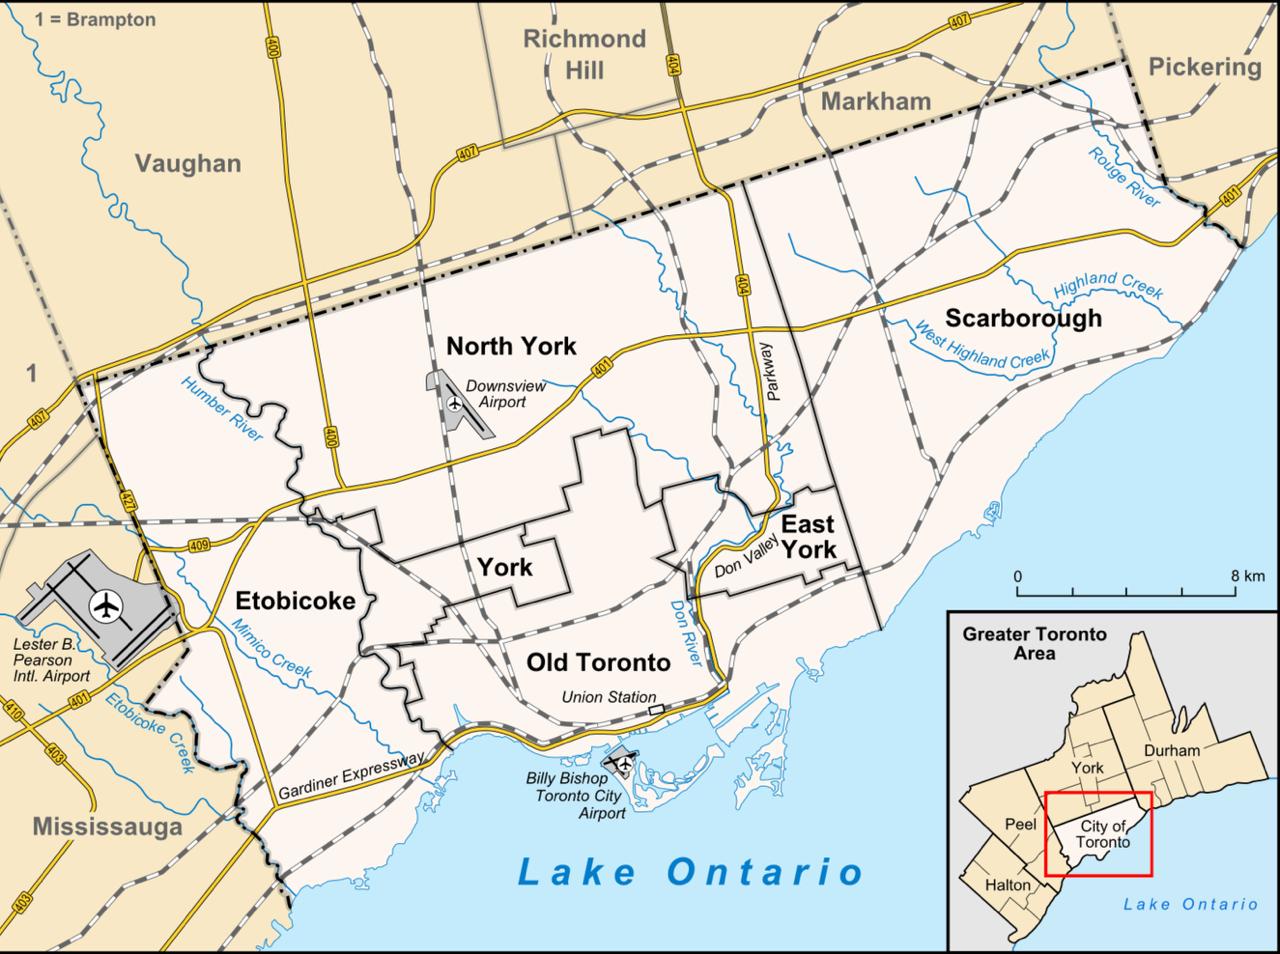 1 = Brampton
400
Richmond
Hill
404
407
Pickering
Markham
Vaughan
407
Rouge River
401
404
Highland Creek
Scarborough
West Highland Creek
North York
1
Downsview
Airport
401
Parkway
Humber River
407
400
427
East
York
409
Don Valley
York
Etobicoke
0
8 km
Mimico Creek
Don River
Lester B.
Pearson
Intl. Airport
Old Toronto
Union Station
401
410
Etobicoke Creek
403
Gardiner Expressway
Billy Bishop
Toronto City
Airport
Mississauga
403
Lake Ontario
Greater Toronto
Area
Durham
York
Peel
City of
Toronto
Halton
Lake Ontario